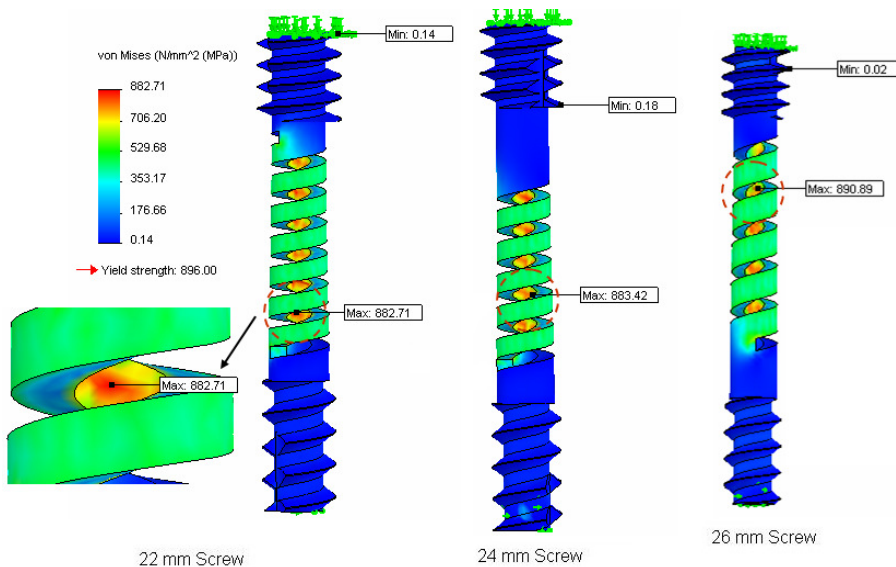 von Mises (N/mm^2 (MPa))
882.71
706.20
529.68
353.17
176.66
0.14
Yield strength: 896.00
Min: 0.14
Max: 882.71
Max: 882.71
22 mm Screw
Min: 0.18
Max: 883.42
24 mm Screw
Min: 0.02
Max: 890.89
26 mm Screw